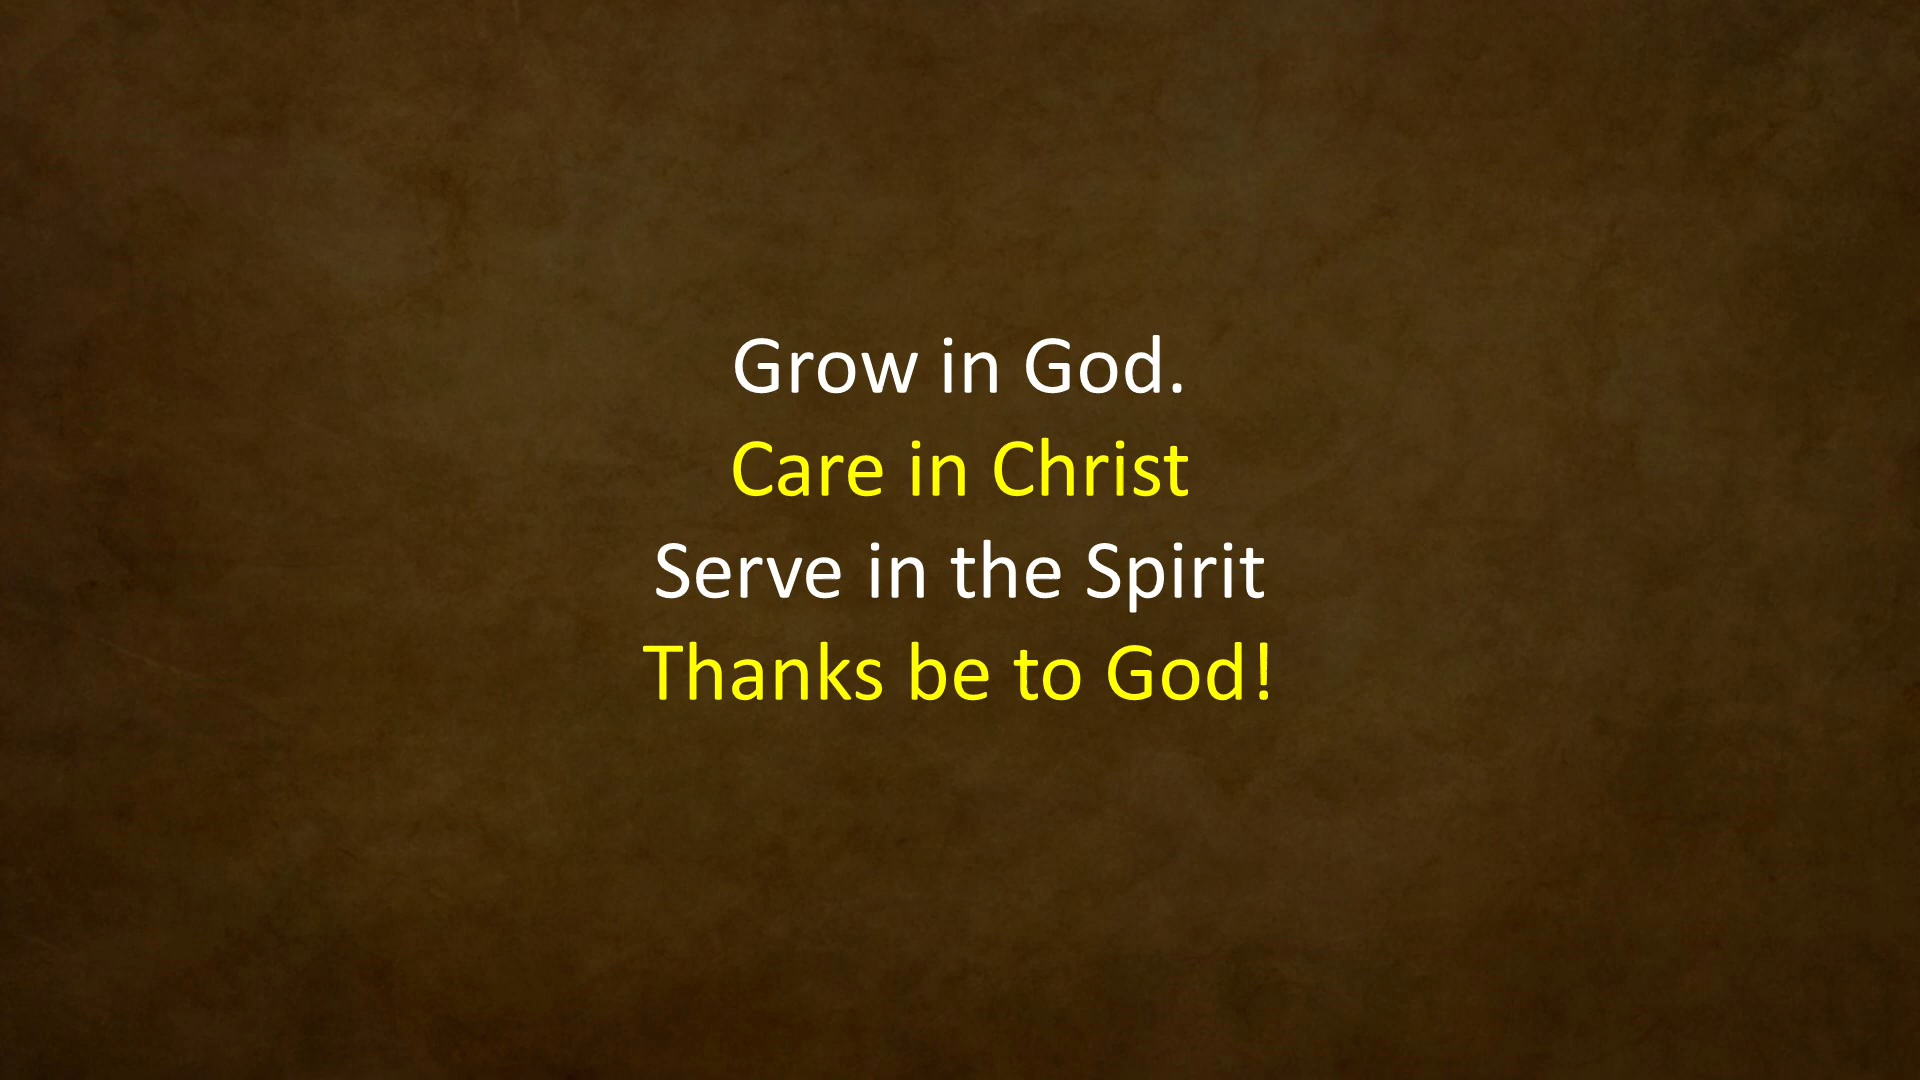 Grow in God.
Care in Christ
Serve in the Spirit
Thanks be to God!